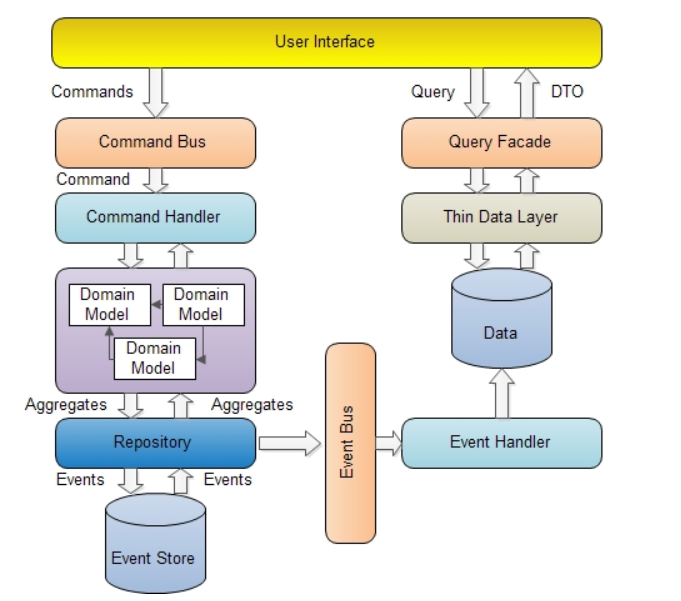 User Interface
Commands
Query
DTO
Command Bus
Query Facade
Command
Command Handler
Thin Data Layer
Domain
Model
Domain
Model
Domain
Model
Data
Aggregates
Aggregates
Repository
Event Bus
Event Handler
Events
Events
Event Store